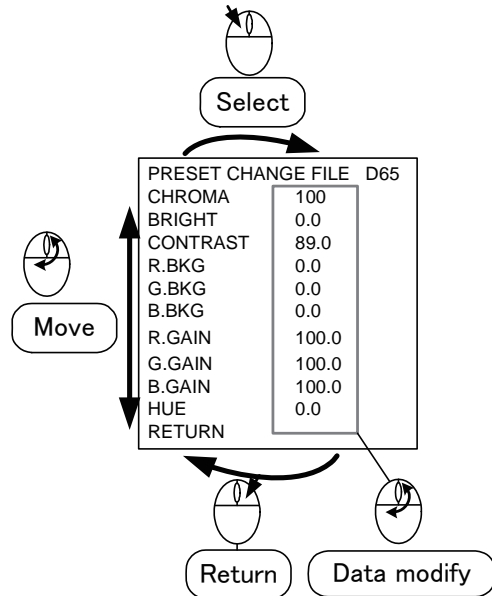 Select
PRESET CHANGE FILE D65
CHROMA 100
BRIGHT 0.0
CONTRAST 89.0
R.BKG 0.0
G.BKG 0.0
B.BKG 0.0
R.GAIN 100.0
G.GAIN 100.0
B.GAIN 100.0
HUE 0.0
RETURN
Move
Return
Data modify